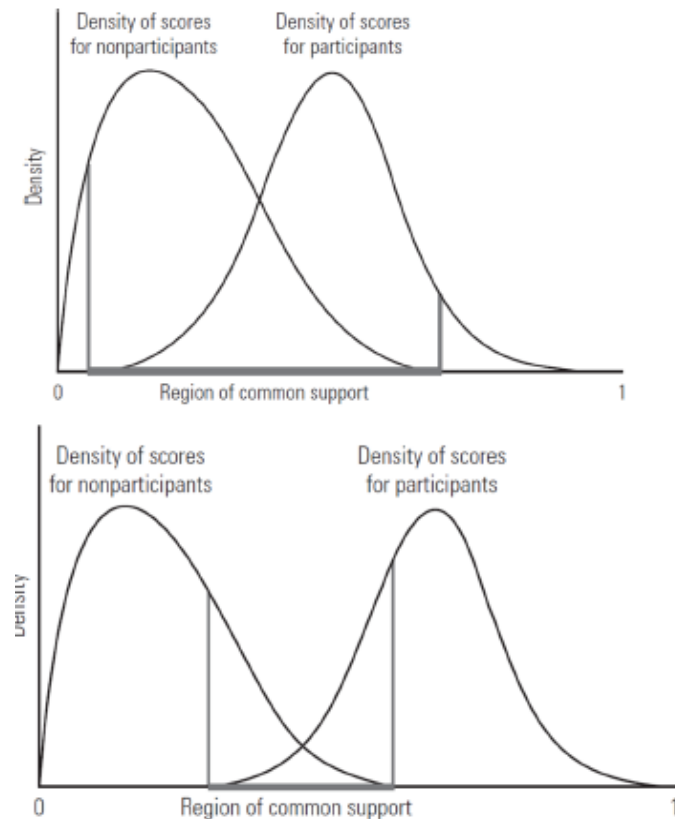 Density of scores
for nonparticipants
Density of scores
for participants
Density
0
Region of common support
1
Density of scores
for nonparticipants
Density of scores
for participants
Density
0
Region of common support
1